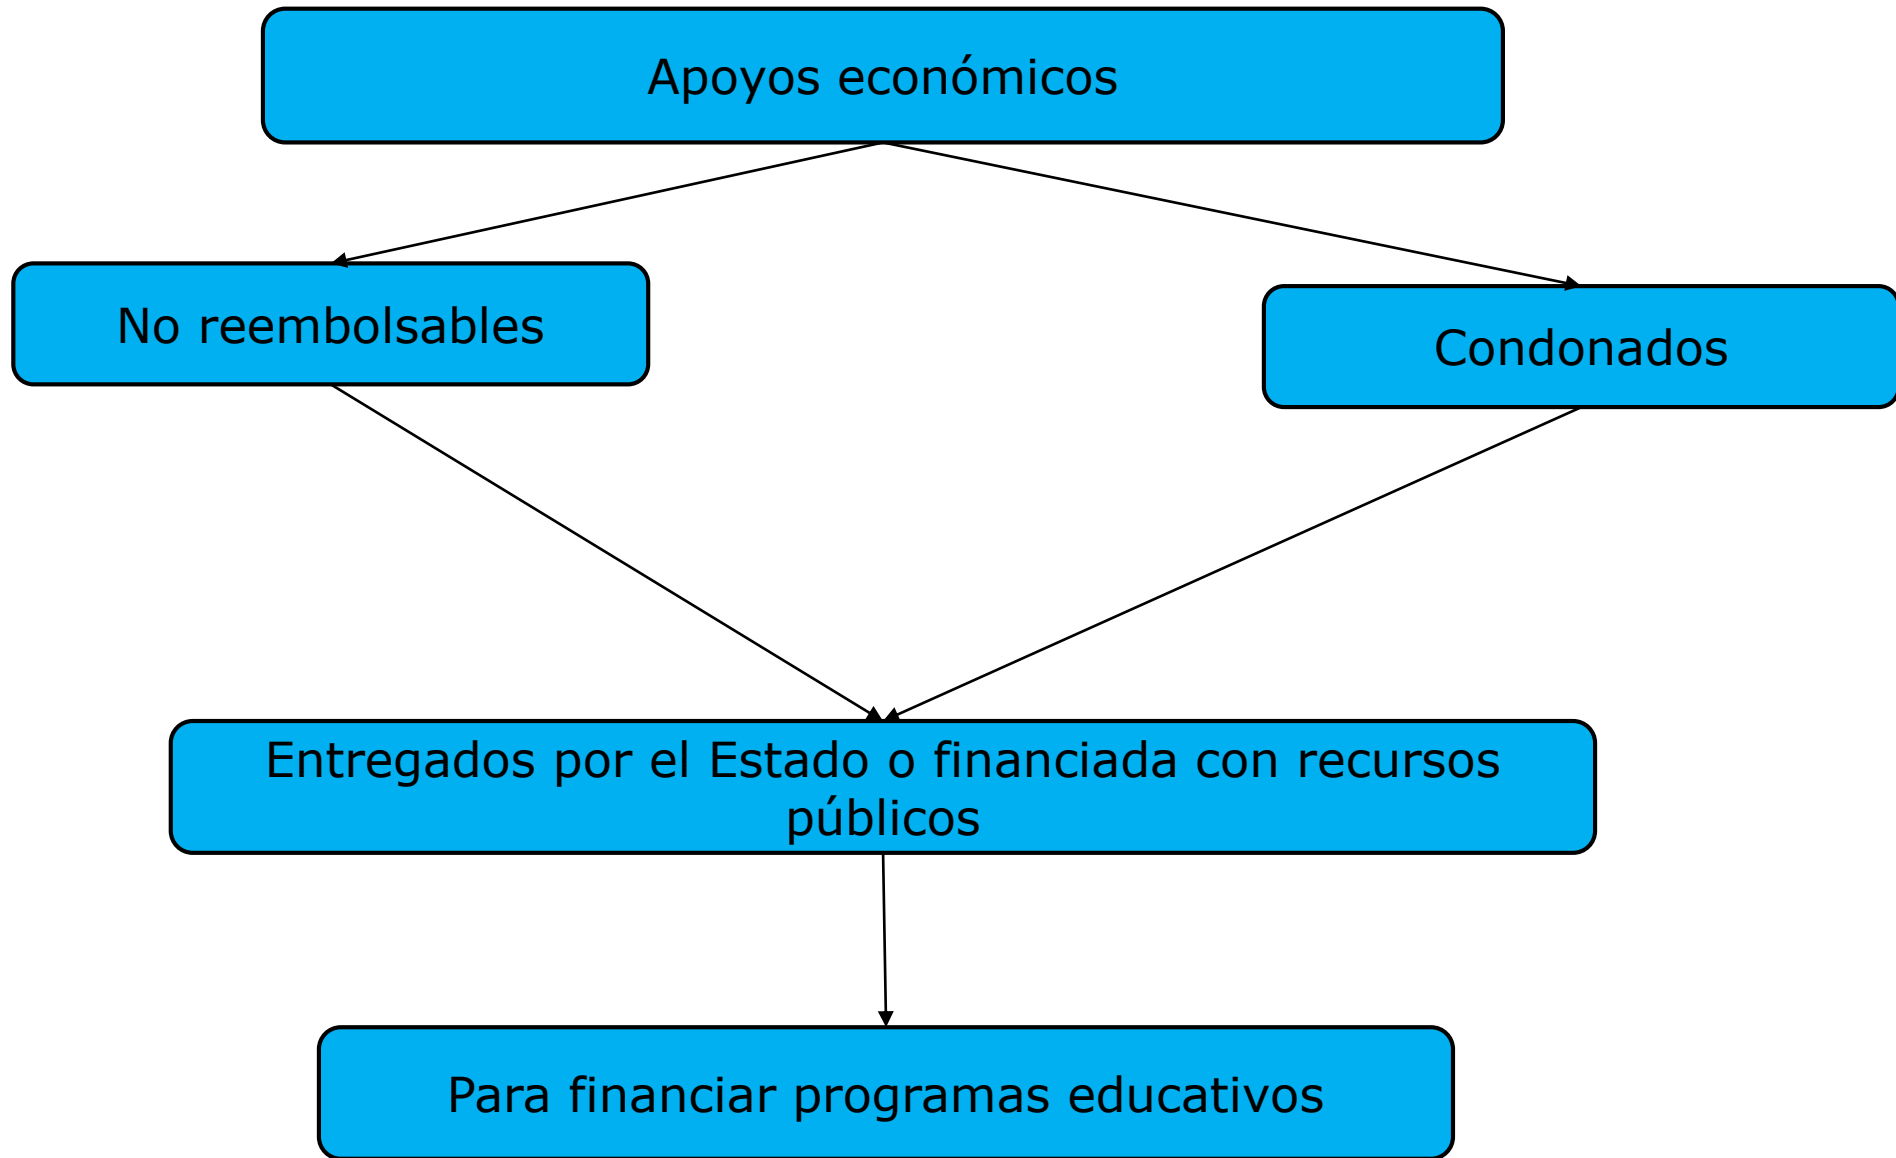 Apoyos económicos
No reembolsables
Condonados
Entregados por el Estado o financiada con recursos
públicos
Para financiar programas educativos